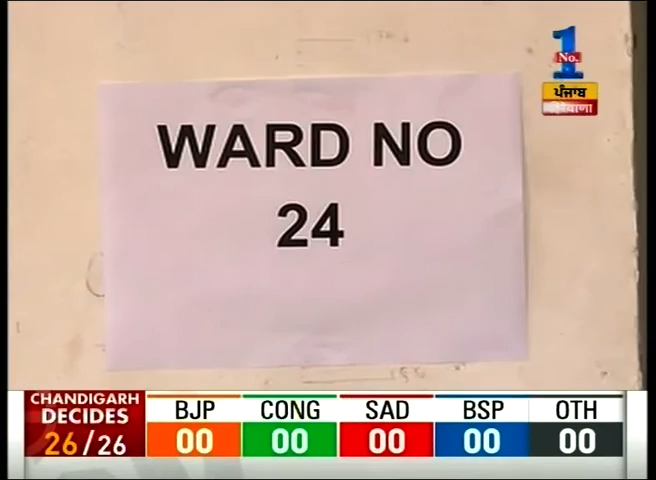 1
No.
ਪੰਜਾਬ
ਹਰਿਆਣਾ
WARD NO
24
CHANDIGARH
DECIDES
26/26
BJP CONG SAD BSP OTH
00 00 00 00 00